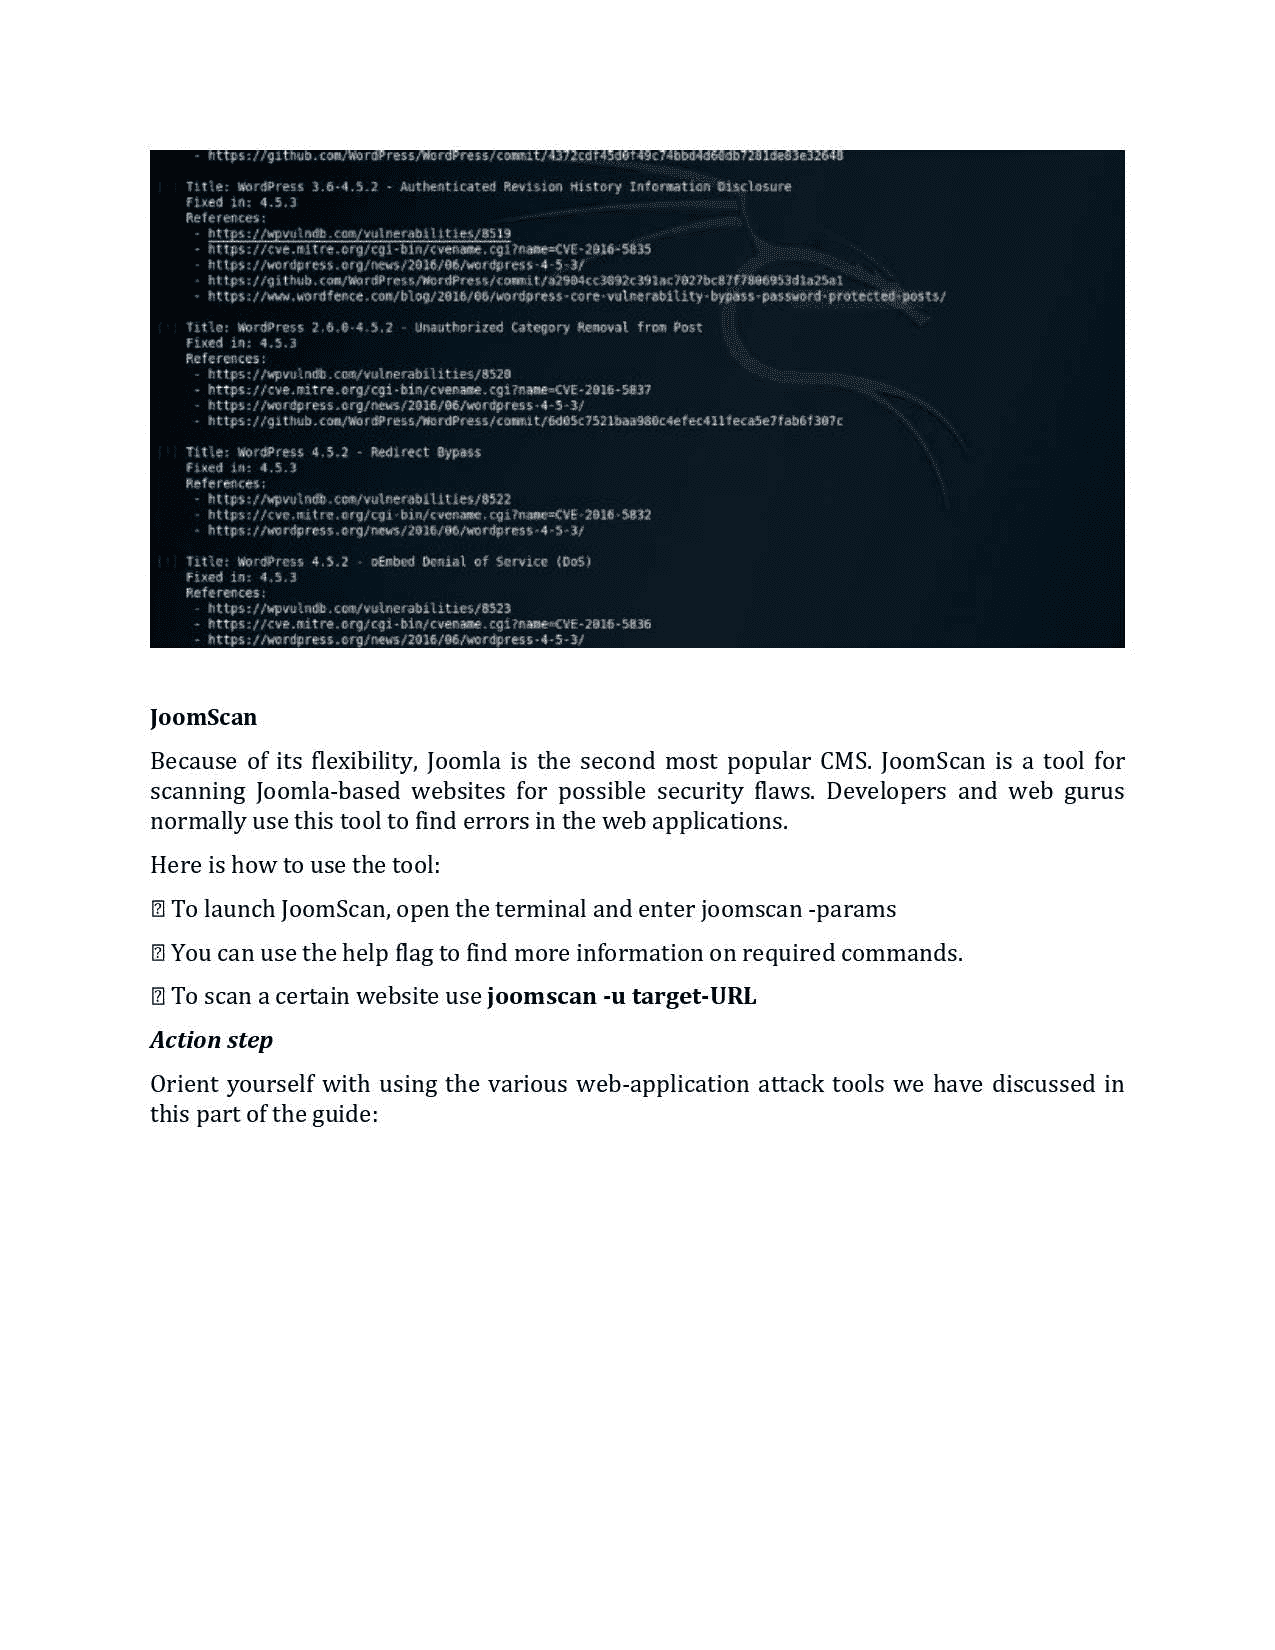 - https://github.com/WordPress/WordPress/commit/4372cdf45d0f49c74bbd4d60db7281de83e32648
[!] Title: WordPress 3.6-4.5.2 - Authenticated Revision History Information Disclosure
Fixed in: 4.5.3
References:
- https://wpvulndb.com/vulnerabilities/8519
- https://cve.mitre.org/cgi-bin/cvename.cgi?name=CVE-2016-5835
- https://wordpress.org/news/2016/06/wordpress-4-5-3/
- https://github.com/WordPress/WordPress/commit/a2904cc3092c391ac7027bc87f7806953d1a25a1
- https://www.wordfence.com/blog/2016/06/wordpress-core-vulnerability-bypass-password-protected-posts/
[!] Title: WordPress 2.6.0-4.5.2 - Unauthorized Category Removal from Post
Fixed in: 4.5.3
References:
- https://wpvulndb.com/vulnerabilities/8520
- https://cve.mitre.org/cgi-bin/cvename.cgi?name=CVE-2016-5837
- https://wordpress.org/news/2016/06/wordpress-4-5-3/
- https://github.com/WordPress/WordPress/commit/6d05c7521baa980c4efec411feca5e7fab6f307c
[!] Title: WordPress 4.5.2 - Redirect Bypass
Fixed in: 4.5.3
References:
- https://wpvulndb.com/vulnerabilities/8522
- https://cve.mitre.org/cgi-bin/cvename.cgi?name=CVE-2016-5832
- https://wordpress.org/news/2016/06/wordpress-4-5-3/
[!] Title: WordPress 4.5.2 - oEmbed Denial of Service (DoS)
Fixed in: 4.5.3
References:
- https://wpvulndb.com/vulnerabilities/8523
- https://cve.mitre.org/cgi-bin/cvename.cgi?name=CVE-2016-5836
- https://wordpress.org/news/2016/06/wordpress-4-5-3/
JoomScan
Because of its flexibility, Joomla is the second most popular CMS. JoomScan is a tool for
scanning Joomla-based websites for possible security flaws. Developers and web gurus
normally use this tool to find errors in the web applications.
Here is how to use the tool:
⍰ To launch JoomScan, open the terminal and enter joomscan -params
⍰ You can use the help flag to find more information on required commands.
⍰ To scan a certain website use joomscan -u target-URL
Action step
Orient yourself with using the various web-application attack tools we have discussed in
this part of the guide: